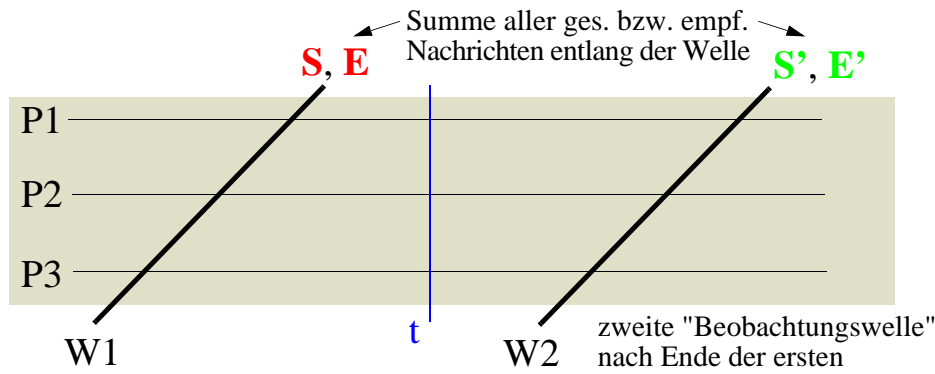 Summe aller ges. bzw. empf.
Nachrichten entlang der Welle
S, E
S’, E’
P1
P2
P3
W1
t
W2
zweite "Beobachtungswelle"
nach Ende der ersten